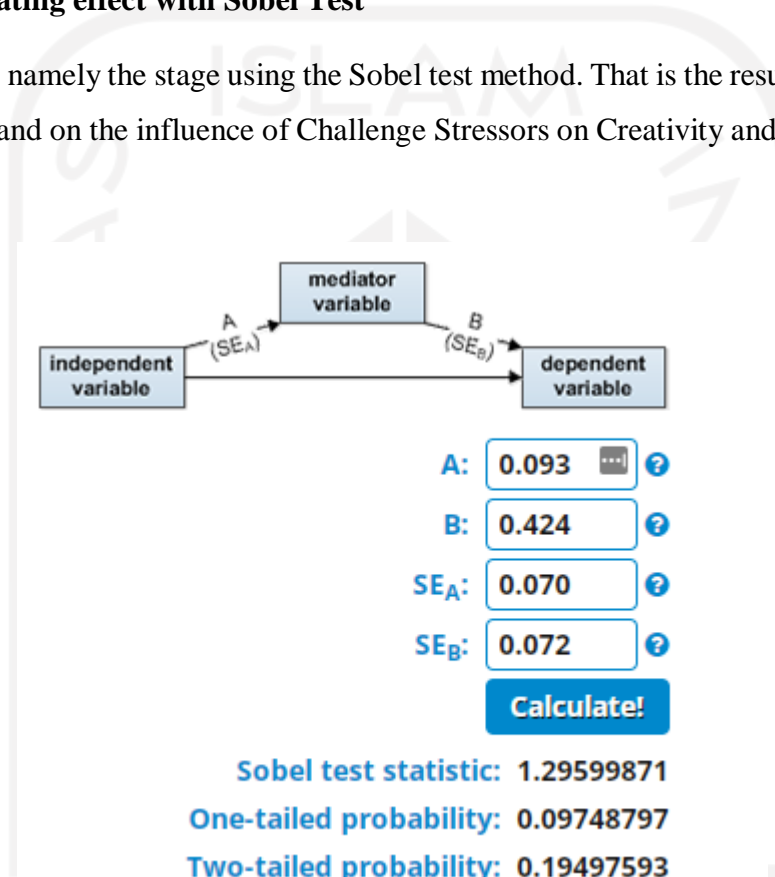 ating effect with Sobel Test
ISLAM
namely the stage using the Sobel test method. That is the resu
and on the influence of Challenge Stressors on Creativity and
mediator
variable
A
(SEA)
B
(SEB)
independent
variable
dependent
variable
A: 0.093
B: 0.424
SEA: 0.070
SEB: 0.072
Calculate!
Sobel test statistic: 1.29599871
One-tailed probability: 0.09748797
Two-tailed probability: 0.19497593